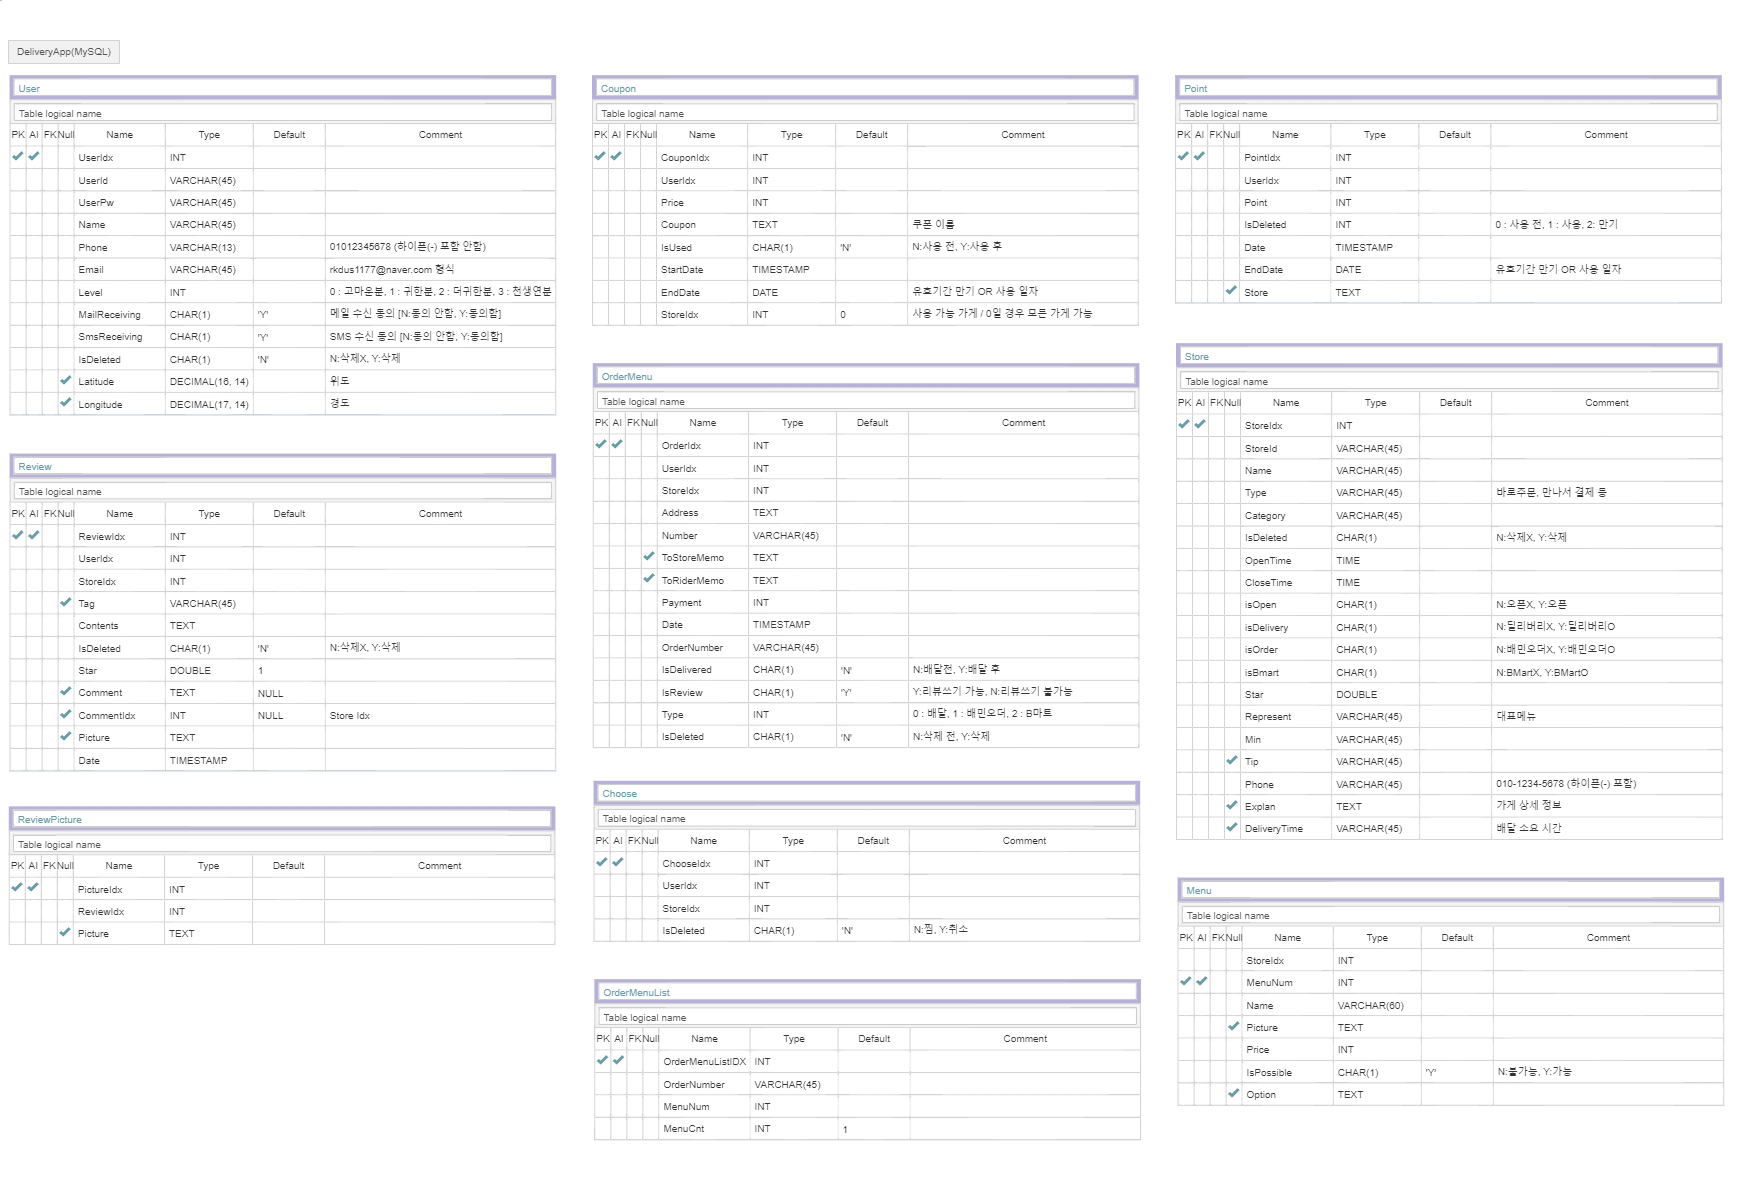 DeliveryApp(MySQL)
User
Table logical name
PK AI FK Null Name Type Default Comment
UserIdx INT
UserId VARCHAR(45)
UserPw VARCHAR(45)
Name VARCHAR(45)
Phone VARCHAR(13) 01012345678 (하이픈(-) 포함 안함)
Email VARCHAR(45) rkdus1177@naver.com 형식
Level INT 0 : 고마운분, 1 : 귀한분, 2 : 더귀한분, 3 : 천생연분
MailReceiving CHAR(1) 'Y' 메일 수신 동의 [N:동의 안함, Y:동의함]
SmsReceiving CHAR(1) 'Y' SMS 수신 동의 [N:동의 안함, Y:동의함]
IsDeleted CHAR(1) 'N' N:삭제X, Y:삭제
Latitude DECIMAL(16, 14) 위도
Longitude DECIMAL(17, 14) 경도
Review
Table logical name
PK AI FK Null Name Type Default Comment
ReviewIdx INT
UserIdx INT
StoreIdx INT
Tag VARCHAR(45)
Contents TEXT
IsDeleted CHAR(1) 'N' N:삭제X, Y:삭제
Star DOUBLE 1
Comment TEXT NULL
CommentIdx INT NULL Store Idx
Picture TEXT
Date TIMESTAMP
ReviewPicture
Table logical name
PK AI FK Null Name Type Default Comment
PictureIdx INT
ReviewIdx INT
Picture TEXT
Coupon
Table logical name
PK AI FK Null Name Type Default Comment
CouponIdx INT
UserIdx INT
Price INT
Coupon TEXT 쿠폰 이름
IsUsed CHAR(1) 'N' N:사용 전, Y:사용 후
StartDate TIMESTAMP
EndDate DATE 유효기간 만기 OR 사용 일자
StoreIdx INT 0 사용 가능 가게 / 0일 경우 모든 가게 가능
OrderMenu
Table logical name
PK AI FK Null Name Type Default Comment
OrderIdx INT
UserIdx INT
StoreIdx INT
Address TEXT
Number VARCHAR(45)
ToStoreMemo TEXT
ToRiderMemo TEXT
Payment INT
Date TIMESTAMP
OrderNumber VARCHAR(45)
IsDelivered CHAR(1) 'N' N:배달전, Y:배달 후
IsReview CHAR(1) 'Y' Y:리뷰쓰기 가능, N:리뷰쓰기 불가능
Type INT 0 : 배달, 1 : 배민오더, 2 : B마트
IsDeleted CHAR(1) 'N' N:삭제 전, Y:삭제
Choose
Table logical name
PK AI FK Null Name Type Default Comment
ChooseIdx INT
UserIdx INT
StoreIdx INT
IsDeleted CHAR(1) 'N' N:찜, Y:취소
OrderMenuList
Table logical name
PK AI FK Null Name Type Default Comment
OrderMenuListIDX INT
OrderNumber VARCHAR(45)
MenuNum INT
MenuCnt INT 1
Point
Table logical name
PK AI FK Null Name Type Default Comment
PointIdx INT
UserIdx INT
Point INT
IsDeleted INT 0 : 사용 전, 1 : 사용, 2: 만기
Date TIMESTAMP
EndDate DATE 유효기간 만기 OR 사용 일자
Store TEXT
Store
Table logical name
PK AI FK Null Name Type Default Comment
StoreIdx INT
StoreId VARCHAR(45)
Name VARCHAR(45)
Type VARCHAR(45) 바로주문, 만나서 결제 등
Category VARCHAR(45)
IsDeleted CHAR(1) N:삭제X, Y:삭제
OpenTime TIME
CloseTime TIME
isOpen CHAR(1) N:오픈X, Y:오픈
isDelivery CHAR(1) N:딜리버리X, Y:딜리버리O
isOrder CHAR(1) N:배민오더X, Y:배민오더O
isBmart CHAR(1) N:BMartX, Y:BMartO
Star DOUBLE
Represent VARCHAR(45) 대표메뉴
Min VARCHAR(45)
Tip VARCHAR(45)
Phone VARCHAR(45) 010-1234-5678 (하이픈(-) 포함)
Explan TEXT 가게 상세 정보
DeliveryTime VARCHAR(45) 배달 소요 시간
Menu
Table logical name
PK AI FK Null Name Type Default Comment
StoreIdx INT
MenuNum INT
Name VARCHAR(60)
Picture TEXT
Price INT
IsPossible CHAR(1) 'Y' N:불가능, Y:가능
Option TEXT